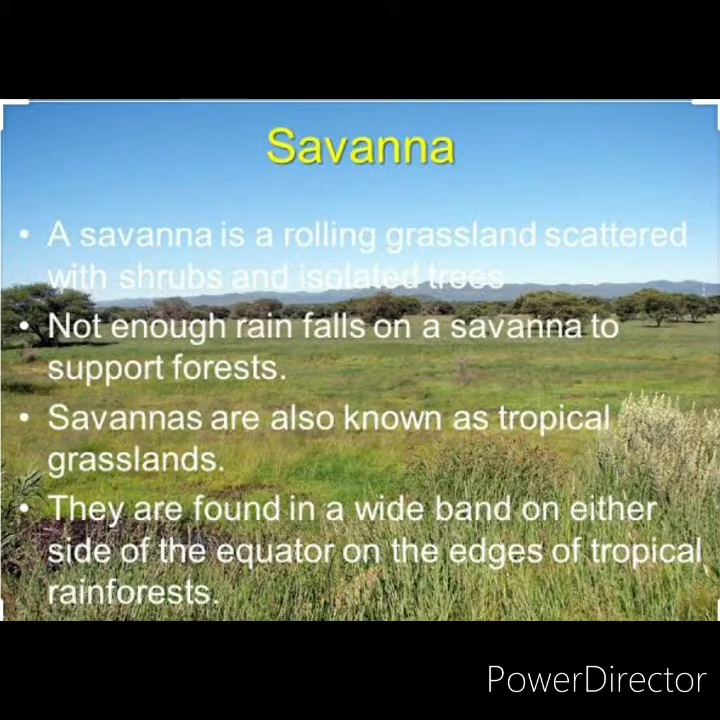 Savanna
• A savanna is a rolling grassland scattered
with shrubs and isolated trees
• Not enough rain falls on a savanna to
support forests.
• Savannas are also known as tropical
grasslands.
• They are found in a wide band on either
side of the equator on the edges of tropical
rainforests.
PowerDirector